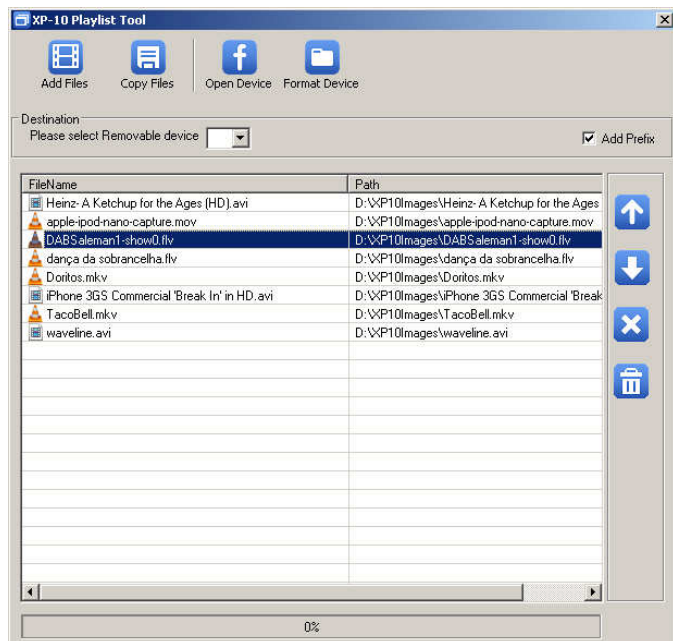 XP-10 Playlist Tool
Add Files Copy Files Open Device Format Device
Destination
Please select Removable device
Add Prefix
FileName Path
Heinz- A Ketchup for the Ages (HD).avi D:\XP10Images\Heinz- A Ketchup for the Ages
apple-ipod-nano-capture.mov D:\XP10Images\apple-ipod-nano-capture.mov
DABSaleman1-show0.flv D:\XP10Images\DABSaleman1-show0.flv
dança da sobrancelha.flv D:\XP10Images\dança da sobrancelha.flv
Doritos.mkv D:\XP10Images\Doritos.mkv
iPhone 3GS Commercial 'Break In' in HD.avi D:\XP10Images\iPhone 3GS Commercial 'Break
TacoBell.mkv D:\XP10Images\TacoBell.mkv
waveline.avi D:\XP10Images\waveline.avi
0%